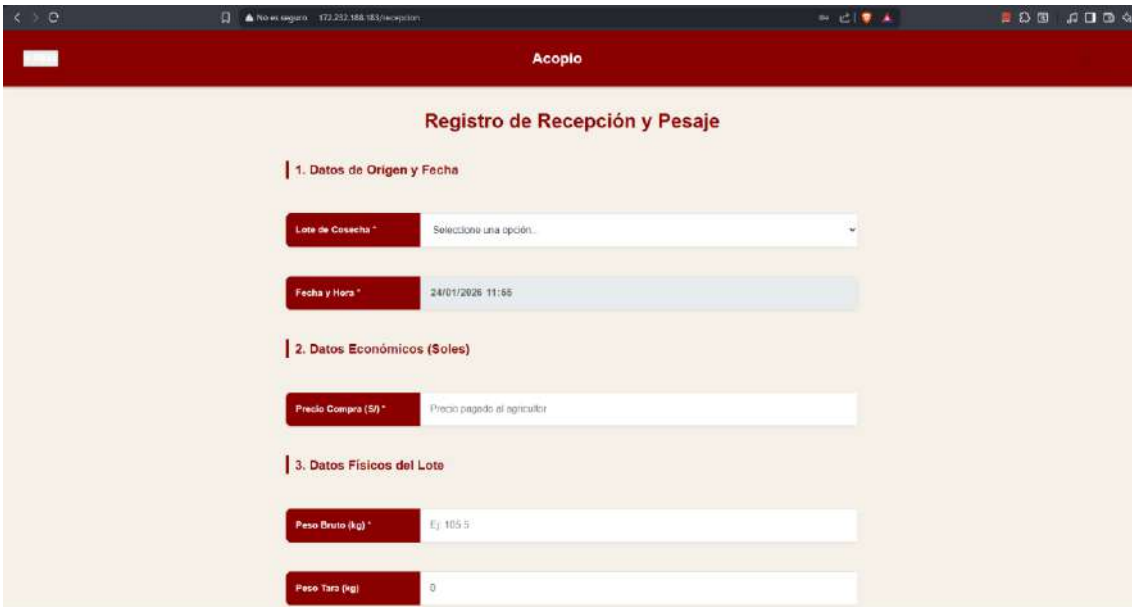 No es seguro 172.232.188.183/recepcion
Acopio
Registro de Recepción y Pesaje
1. Datos de Origen y Fecha
Lote de Cosecha *
Seleccione una opción..
Fecha y Hora *
24/01/2026 11:55
2. Datos Económicos (Soles)
Precio Compra (S/) *
Precio pagado al agricultor
3. Datos Físicos del Lote
Peso Bruto (kg) *
Ej: 105.5
Peso Tara (kg)
0